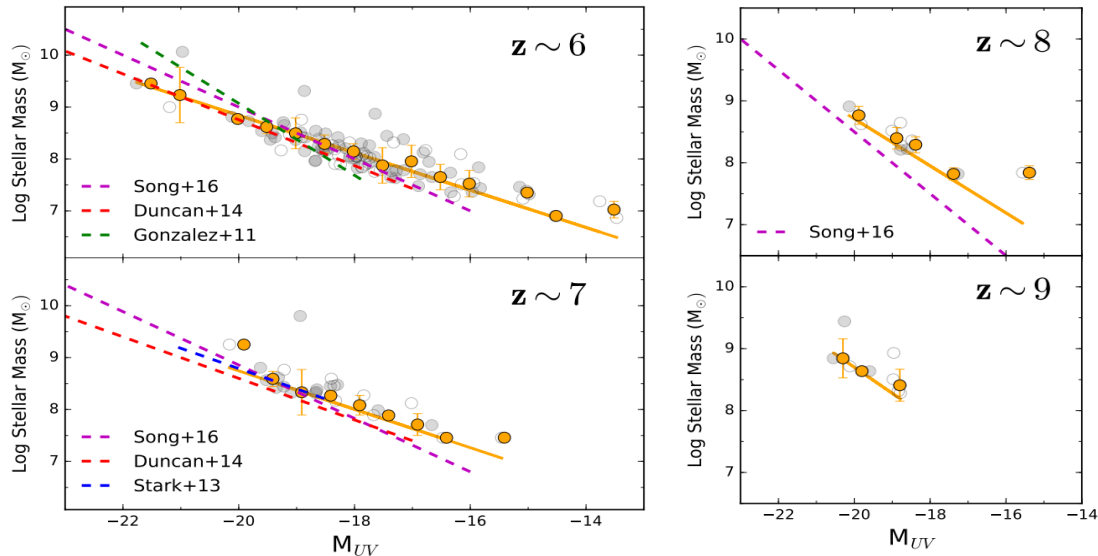 z ∼ 6
Log Stellar Mass (M⊙)
10
9
8
7
Song+16
Duncan+14
Gonzalez+11
z ∼ 7
Log Stellar Mass (M⊙)
10
9
8
7
Song+16
Duncan+14
Stark+13
−22 −20 −18 −16 −14
M_UV
z ∼ 8
Log Stellar Mass (M⊙)
10
9
8
7
Song+16
z ∼ 9
Log Stellar Mass (M⊙)
10
9
8
7
−22 −20 −18 −16 −14
M_UV